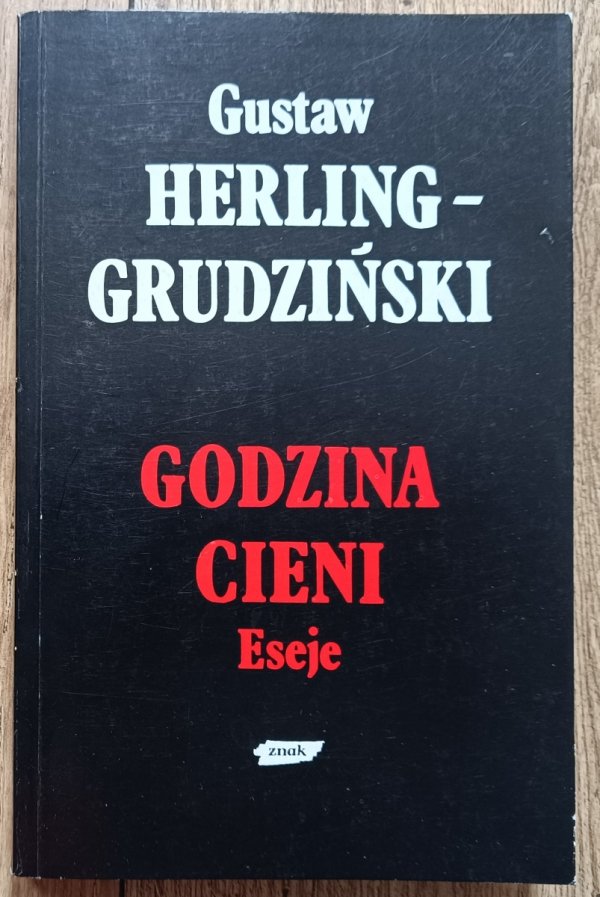 Gustaw
HERLING-
GRUDZIŃSKI
GODZINA
CIENI
Eseje
znak